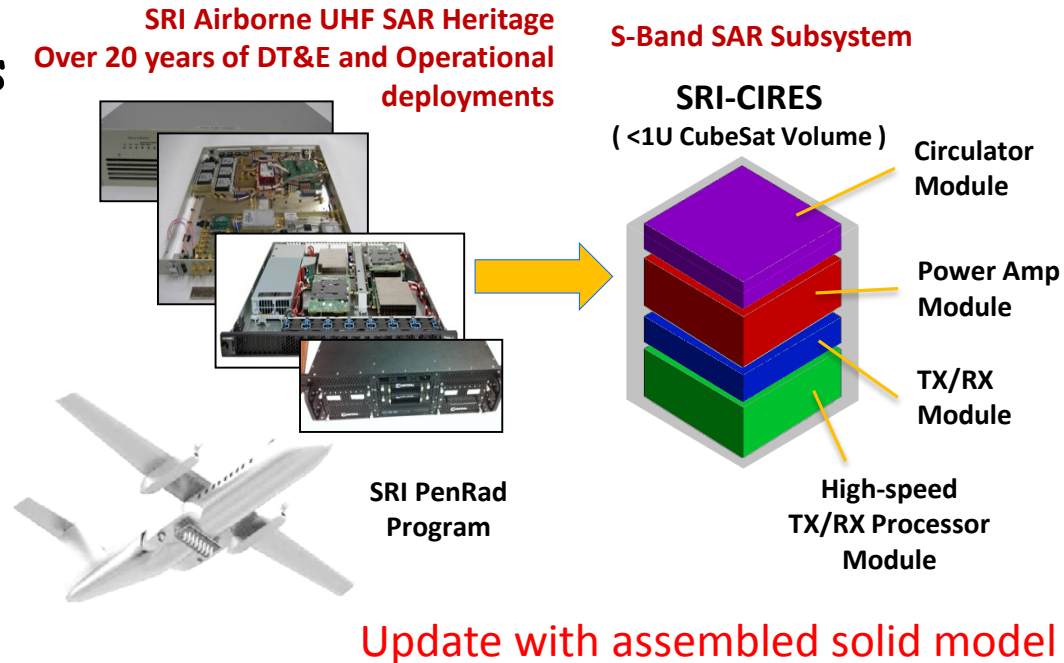 SRI Airborne UHF SAR Heritage
Over 20 years of DT&E and Operational
deployments
S-Band SAR Subsystem
SRI-CIRES
( <1U CubeSat Volume )
Circulator
Module
Power Amp
Module
TX/RX
Module
High-speed
TX/RX Processor
Module
SRI PenRad
Program
Update with assembled solid model